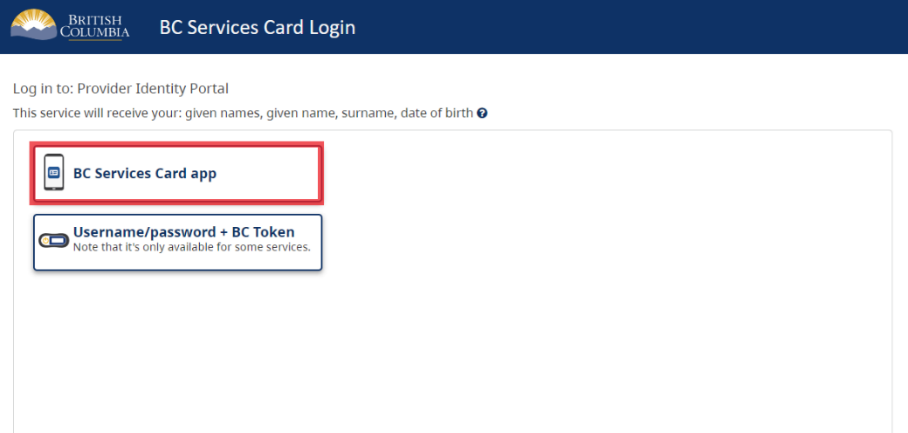 BRITISH
COLUMBIA
BC Services Card Login
Log in to: Provider Identity Portal
This service will receive your: given names, given name, surname, date of birth ?
BC Services Card app
Username/password + BC Token
Note that it's only available for some services.